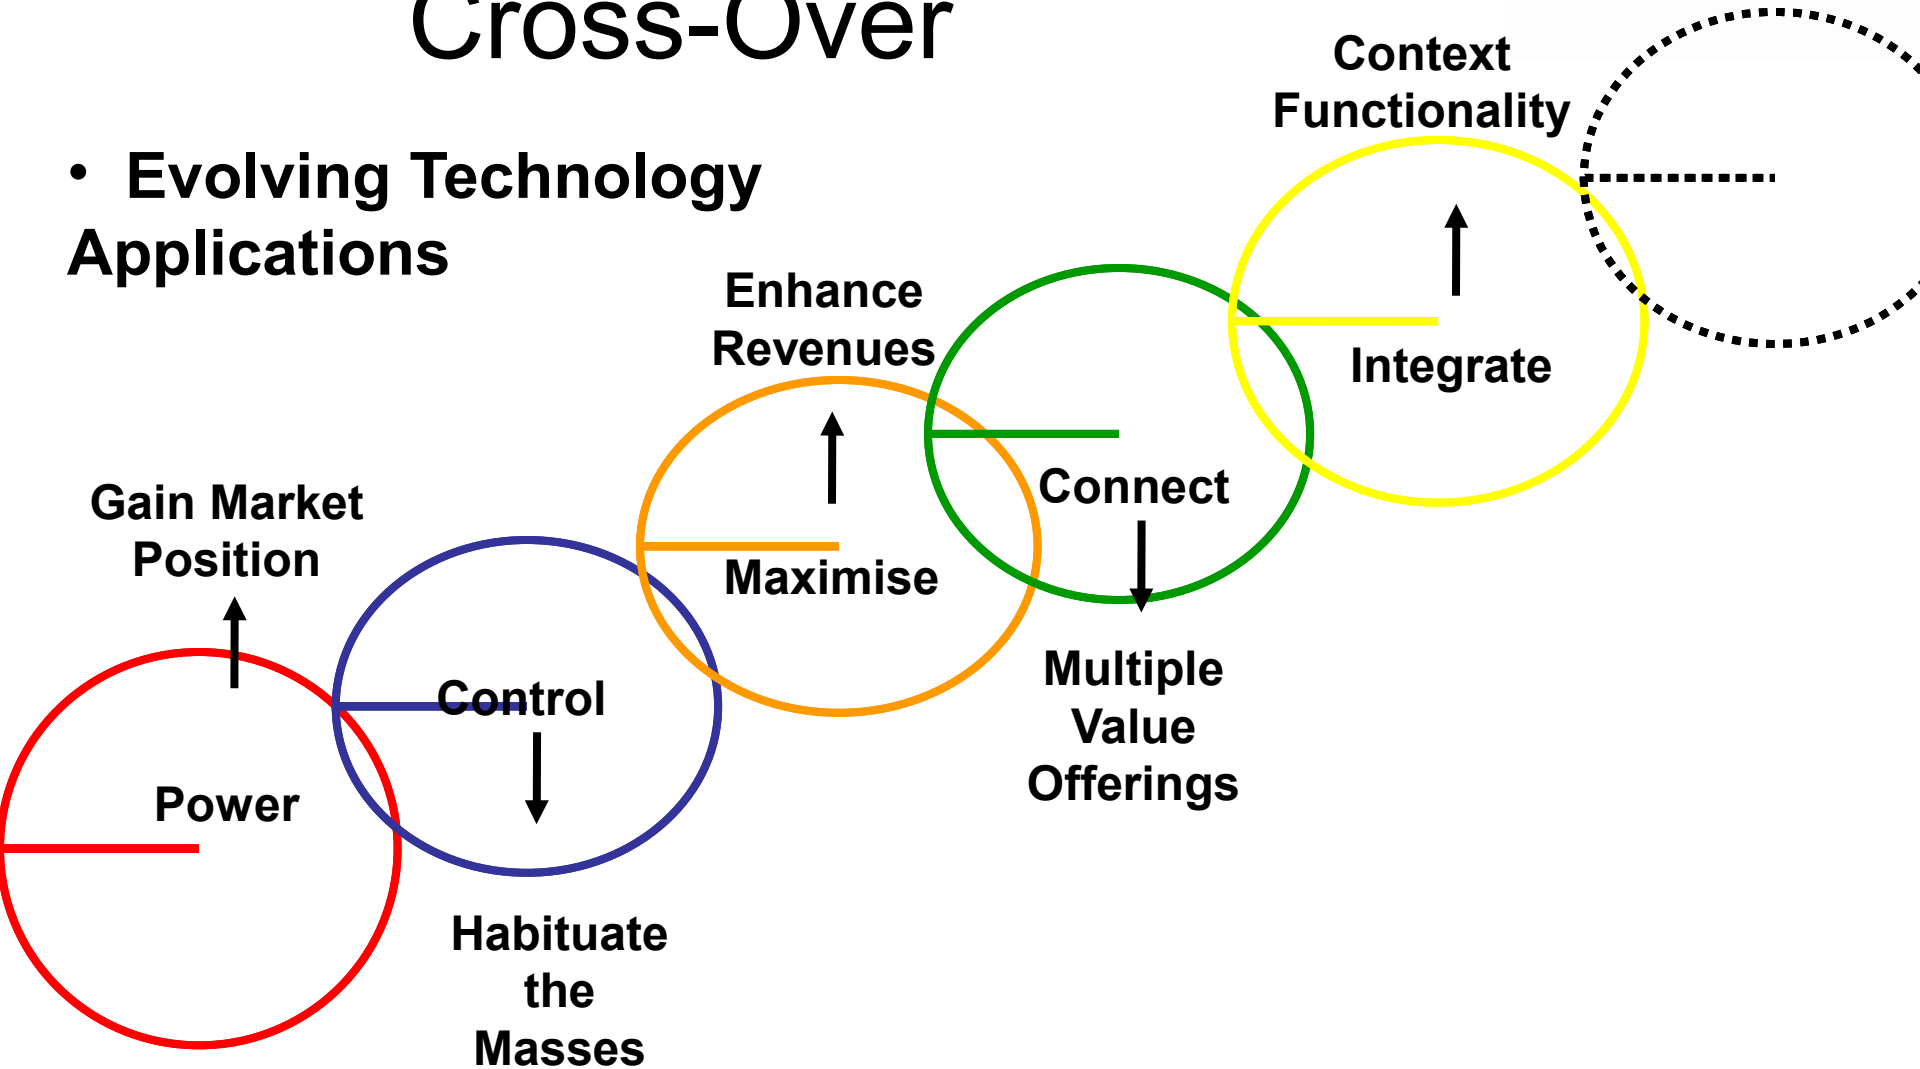 Cross-Over
• Evolving Technology
Applications
Context
Functionality
Integrate
Enhance
Revenues
Maximise
Connect
Multiple
Value
Offerings
Gain Market
Position
Power
Control
Habituate
the
Masses